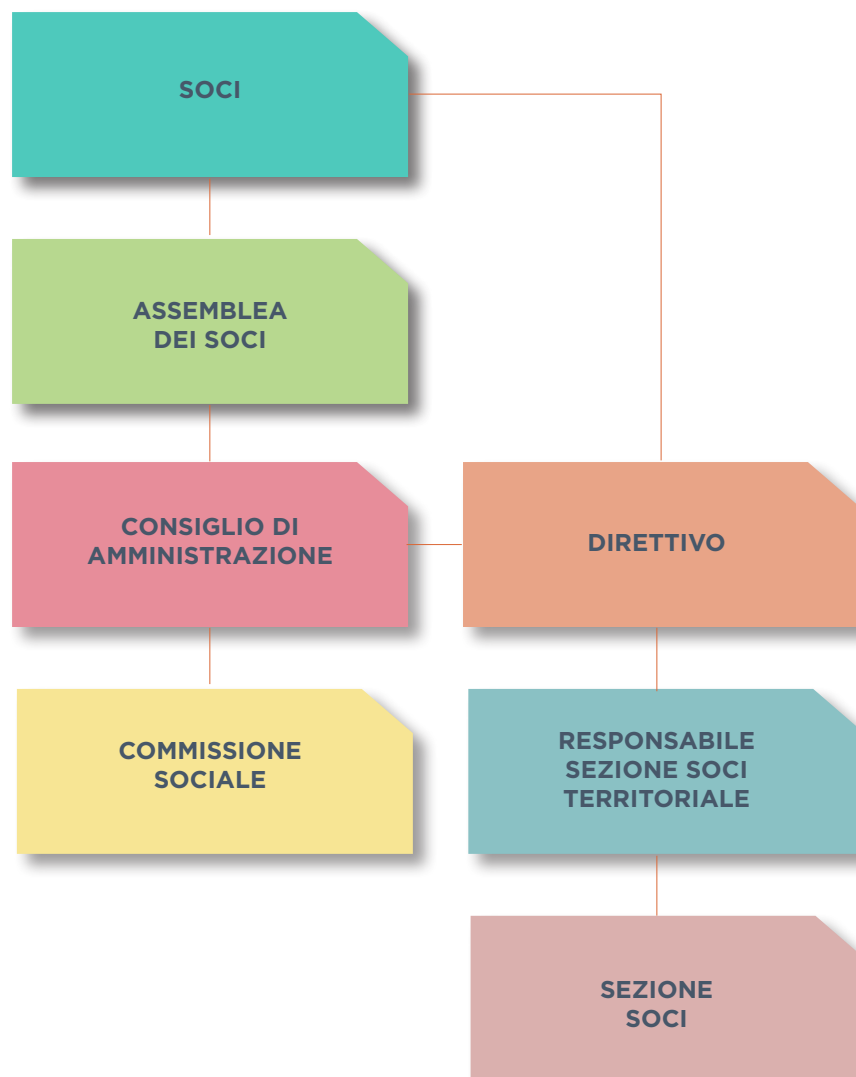 SOCI
ASSEMBLEA
DEI SOCI
CONSIGLIO DI
AMMINISTRAZIONE
DIRETTIVO
COMMISSIONE
SOCIALE
RESPONSABILE
SEZIONE SOCI
TERRITORIALE
SEZIONE
SOCI